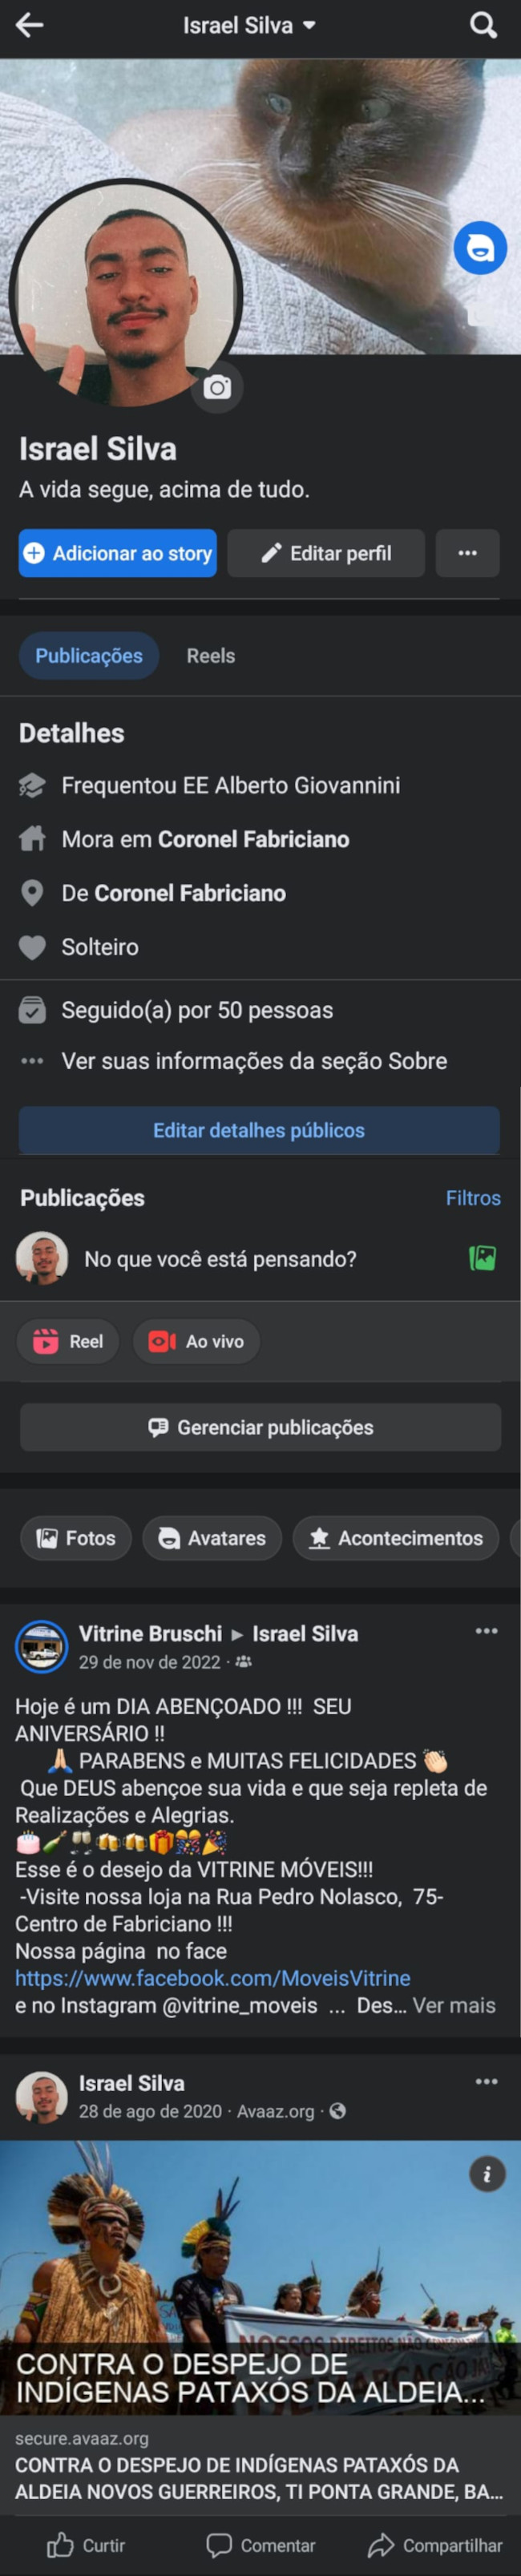 Israel Silva
Israel Silva
A vida segue, acima de tudo.
Adicionar ao story
Editar perfil
Publicações
Reels
Detalhes
Frequentou EE Alberto Giovannini
Mora em Coronel Fabriciano
De Coronel Fabriciano
Solteiro
Seguido(a) por 50 pessoas
Ver suas informações da seção Sobre
Editar detalhes públicos
Publicações
Filtros
No que você está pensando?
Reel
Ao vivo
Gerenciar publicações
Fotos
Avatares
Acontecimentos
Vitrine Bruschi ▸ Israel Silva
29 de nov de 2022 ·
Hoje é um DIA ABENÇOADO !!!  SEU
ANIVERSÁRIO !!
🙏🏻 PARABENS e MUITAS FELICIDADES 👏🏻
Que DEUS abençoe sua vida e que seja repleta de
Realizações e Alegrias.
🎂🍾🥂🍻🍻🎁🎊🎉
Esse é o desejo da VITRINE MÓVEIS!!!
-Visite nossa loja na Rua Pedro Nolasco,  75-
Centro de Fabriciano !!!
Nossa página  no face
https://www.facebook.com/MoveisVitrine
e no Instagram @vitrine_moveis  ...  Des... Ver mais
Israel Silva
28 de ago de 2020 · Avaaz.org ·
NOSSOS DIREITOS NÃO
CONTRA O DESPEJO DE
INDÍGENAS PATAXÓS DA ALDEIA...
secure.avaaz.org
CONTRA O DESPEJO DE INDÍGENAS PATAXÓS DA
ALDEIA NOVOS GUERREIROS, TI PONTA GRANDE, BA...
Curtir
Comentar
Compartilhar